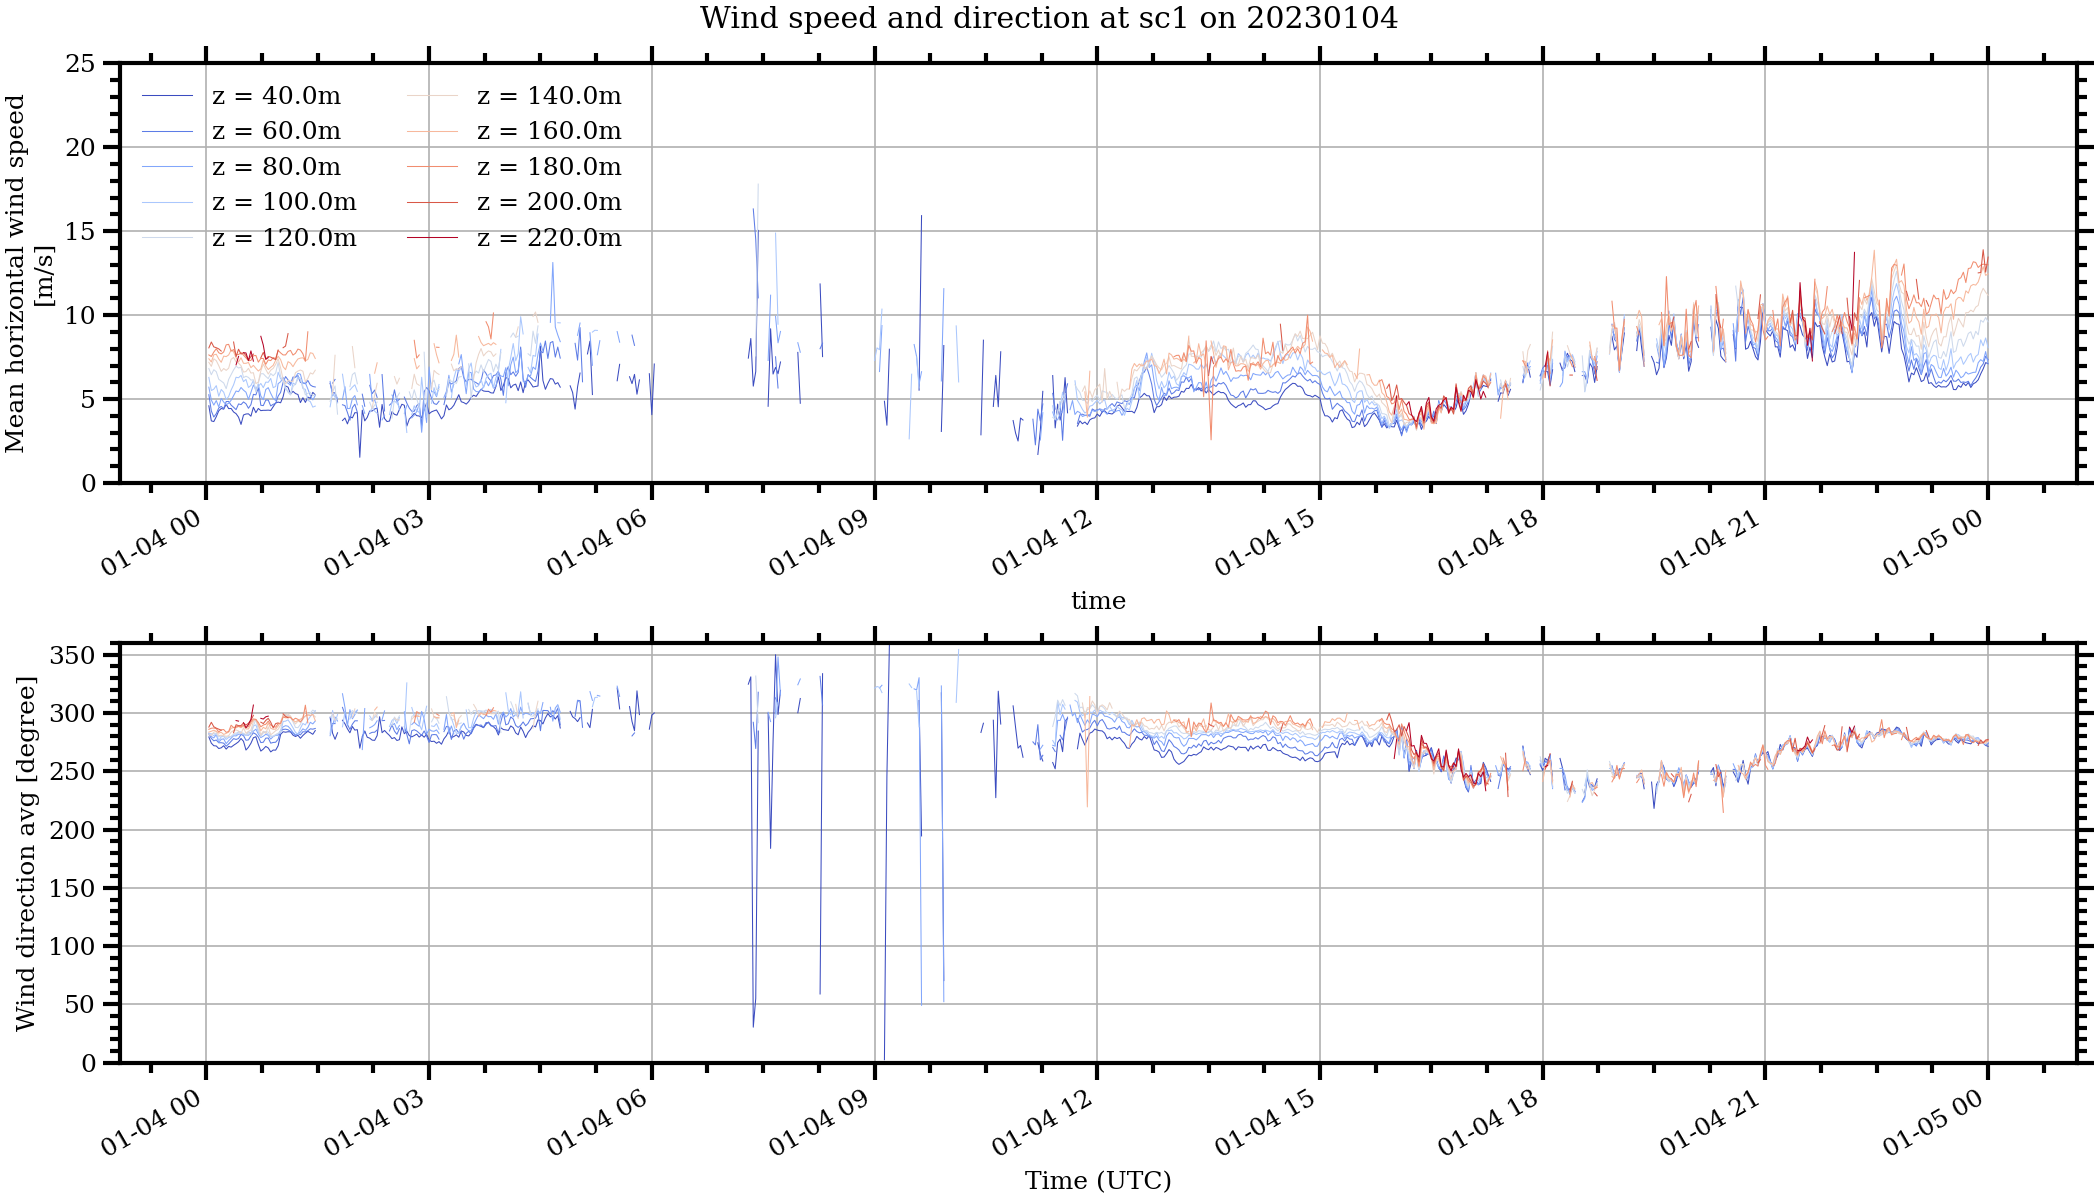 Wind speed and direction at sc1 on 20230104
Mean horizontal wind speed
[m/s]
25
20
15
10
5
0
z = 40.0m
z = 60.0m
z = 80.0m
z = 100.0m
z = 120.0m
z = 140.0m
z = 160.0m
z = 180.0m
z = 200.0m
z = 220.0m
01-04 00
01-04 03
01-04 06
01-04 09
01-04 12
01-04 15
01-04 18
01-04 21
01-05 00
time
Wind direction avg [degree]
350
300
250
200
150
100
50
0
01-04 00
01-04 03
01-04 06
01-04 09
01-04 12
01-04 15
01-04 18
01-04 21
01-05 00
Time (UTC)